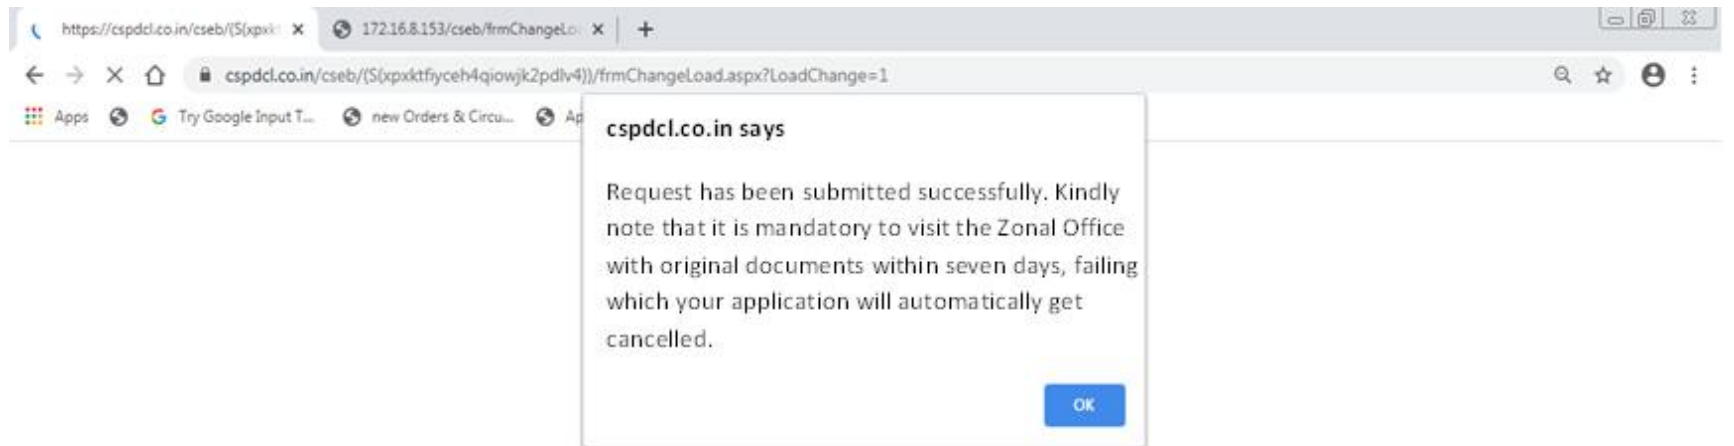 https://cspdcl.co.in/cseb/(S(xpxkt
172.16.8.153/cseb/frmChangeLo
cspdcl.co.in/cseb/(S(xpxktfiyceh4qiowjk2pdlv4))/frmChangeLoad.aspx?LoadChange=1
Apps
Try Google Input T...
new Orders & Circu...
Ap
cspdcl.co.in says
Request has been submitted successfully. Kindly
note that it is mandatory to visit the Zonal Office
with original documents within seven days, failing
which your application will automatically get
cancelled.
OK